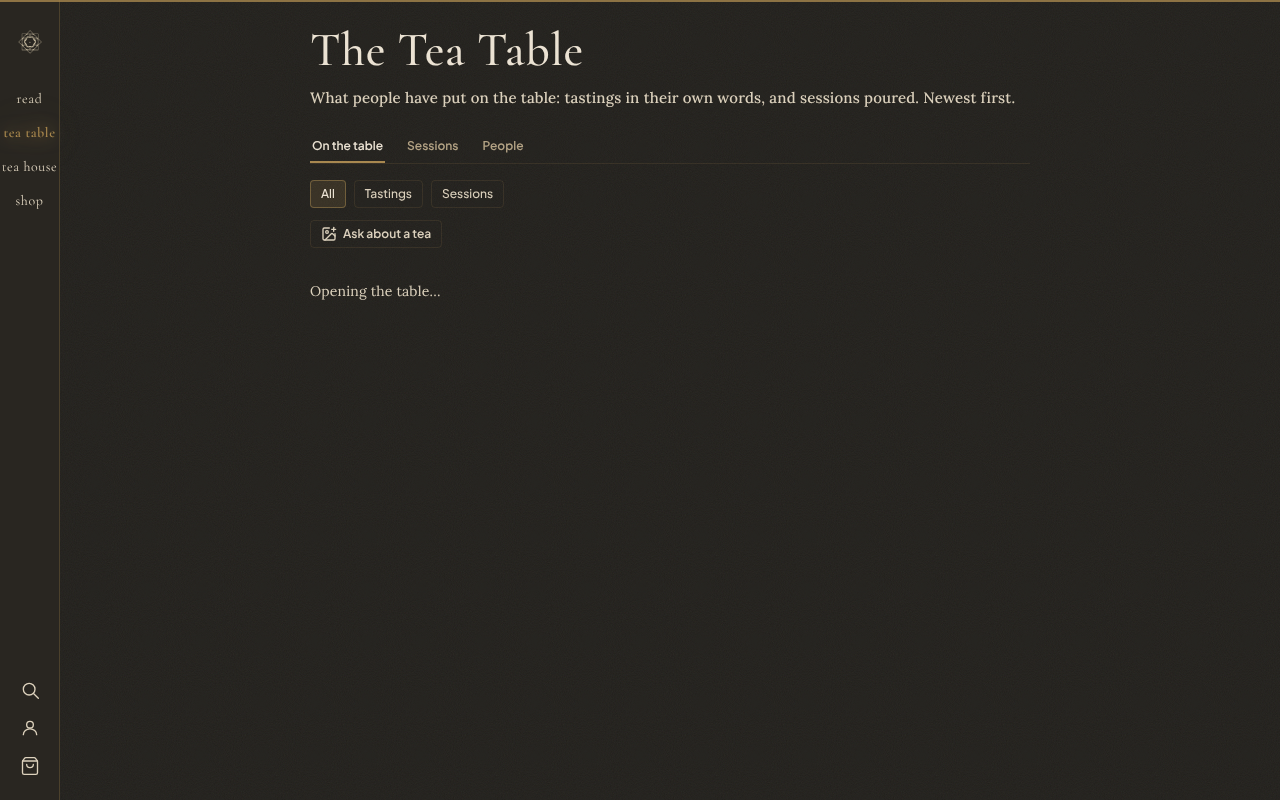 read
tea table
tea house
shop
The Tea Table
What people have put on the table: tastings in their own words, and sessions poured. Newest first.
On the table Sessions People
All Tastings Sessions
Ask about a tea
Opening the table...